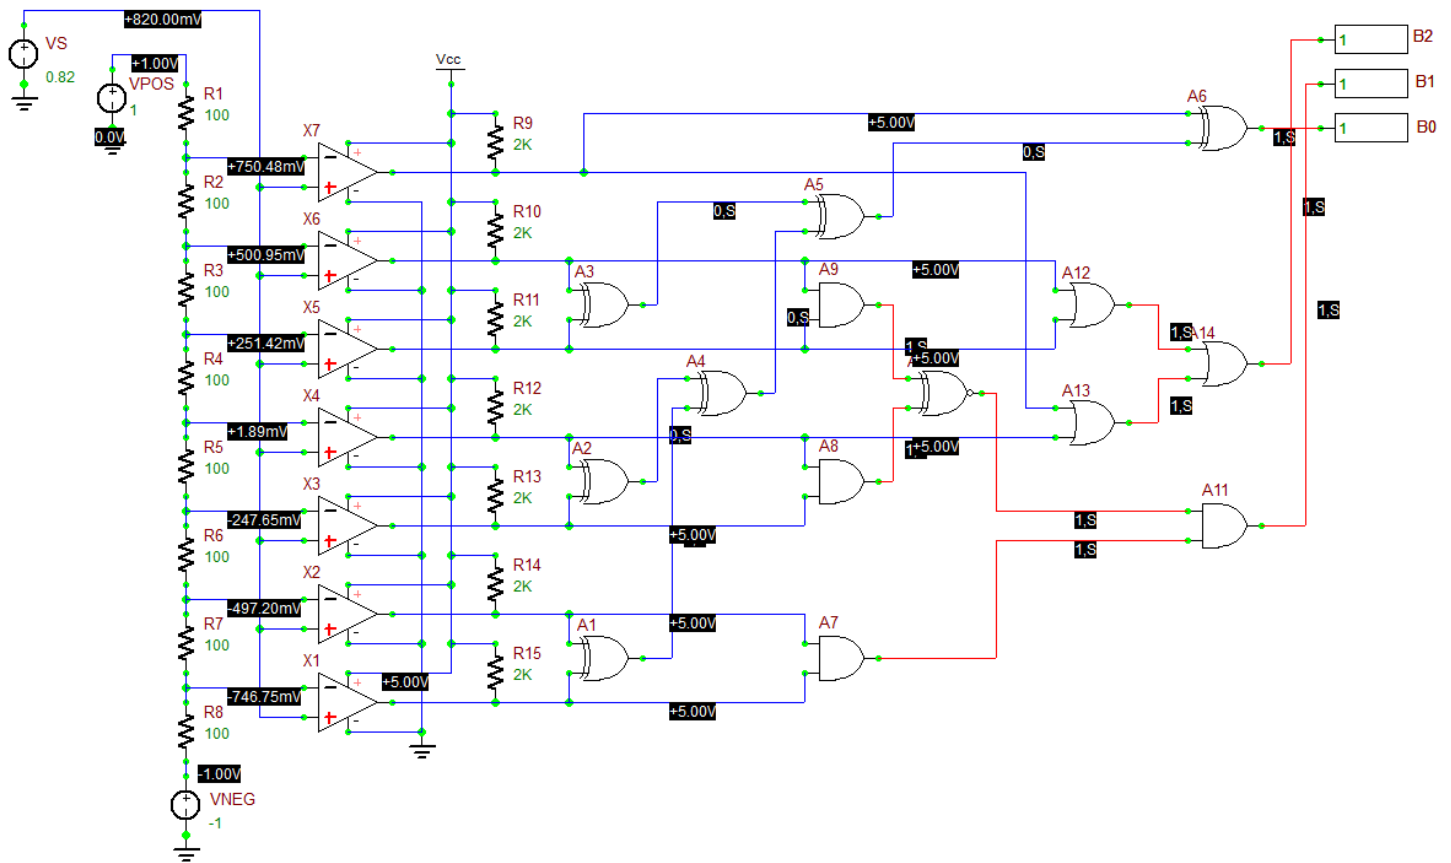 +820.00mV
VS
0.82
+1.00V
VPOS
1
0.0V
Vcc
R1
100
+750.48mV
R2
100
+500.95mV
R3
100
+251.42mV
R4
100
+1.89mV
R5
100
-247.65mV
R6
100
-497.20mV
R7
100
-746.75mV
R8
100
-1.00V
VNEG
-1
X7
X6
X5
X4
X3
X2
X1
+5.00V
R9
2K
R10
2K
R11
2K
R12
2K
R13
2K
R14
2K
R15
2K
A3
A2
A1
A4
0,S
+5.00V
+5.00V
+5.00V
A5
0,S
A9
0,S
A8
A7
+5.00V
0,S
+5.00V
1,S
+5.00V
+5.00V
A12
A13
1,S
1,S
A14
A6
1,S
1,S
1,S
A11
1,S
1,S
1
B2
1
B1
1
B0